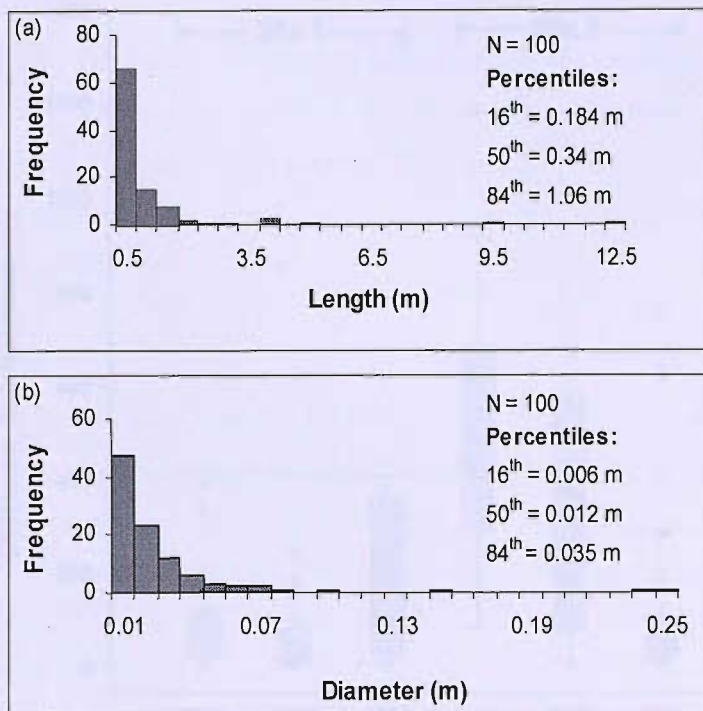 (a)
80
60
40
20
0
Frequency
N = 100
Percentiles:
16th = 0.184 m
50th = 0.34 m
84th = 1.06 m
0.5 3.5 6.5 9.5 12.5
Length (m)
(b)
60
40
20
0
Frequency
N = 100
Percentiles:
16th = 0.006 m
50th = 0.012 m
84th = 0.035 m
0.01 0.07 0.13 0.19 0.25
Diameter (m)